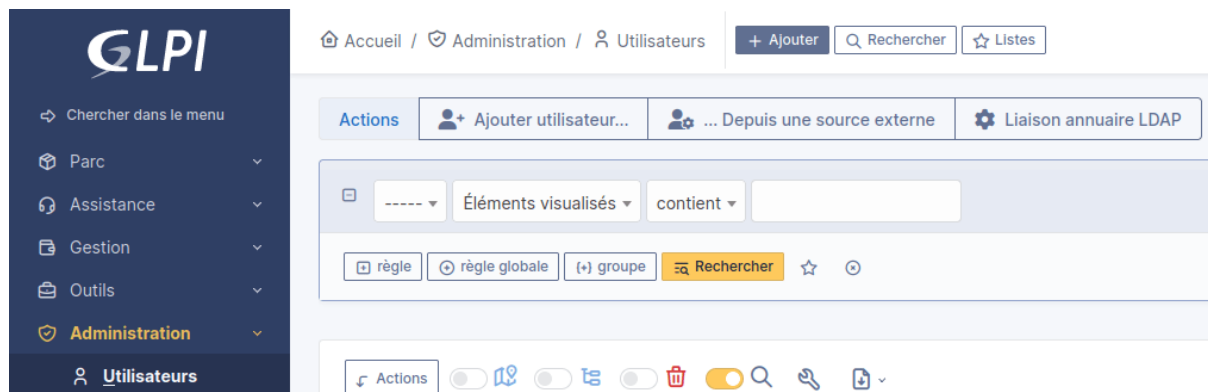 GLPI
Accueil / Administration / Utilisateurs
+ Ajouter
Rechercher
Listes
Chercher dans le menu
Parc
Assistance
Gestion
Outils
Administration
Utilisateurs
Actions
Ajouter utilisateur...
... Depuis une source externe
Liaison annuaire LDAP
-----
Éléments visualisés
contient
règle
règle globale
groupe
Rechercher
Actions